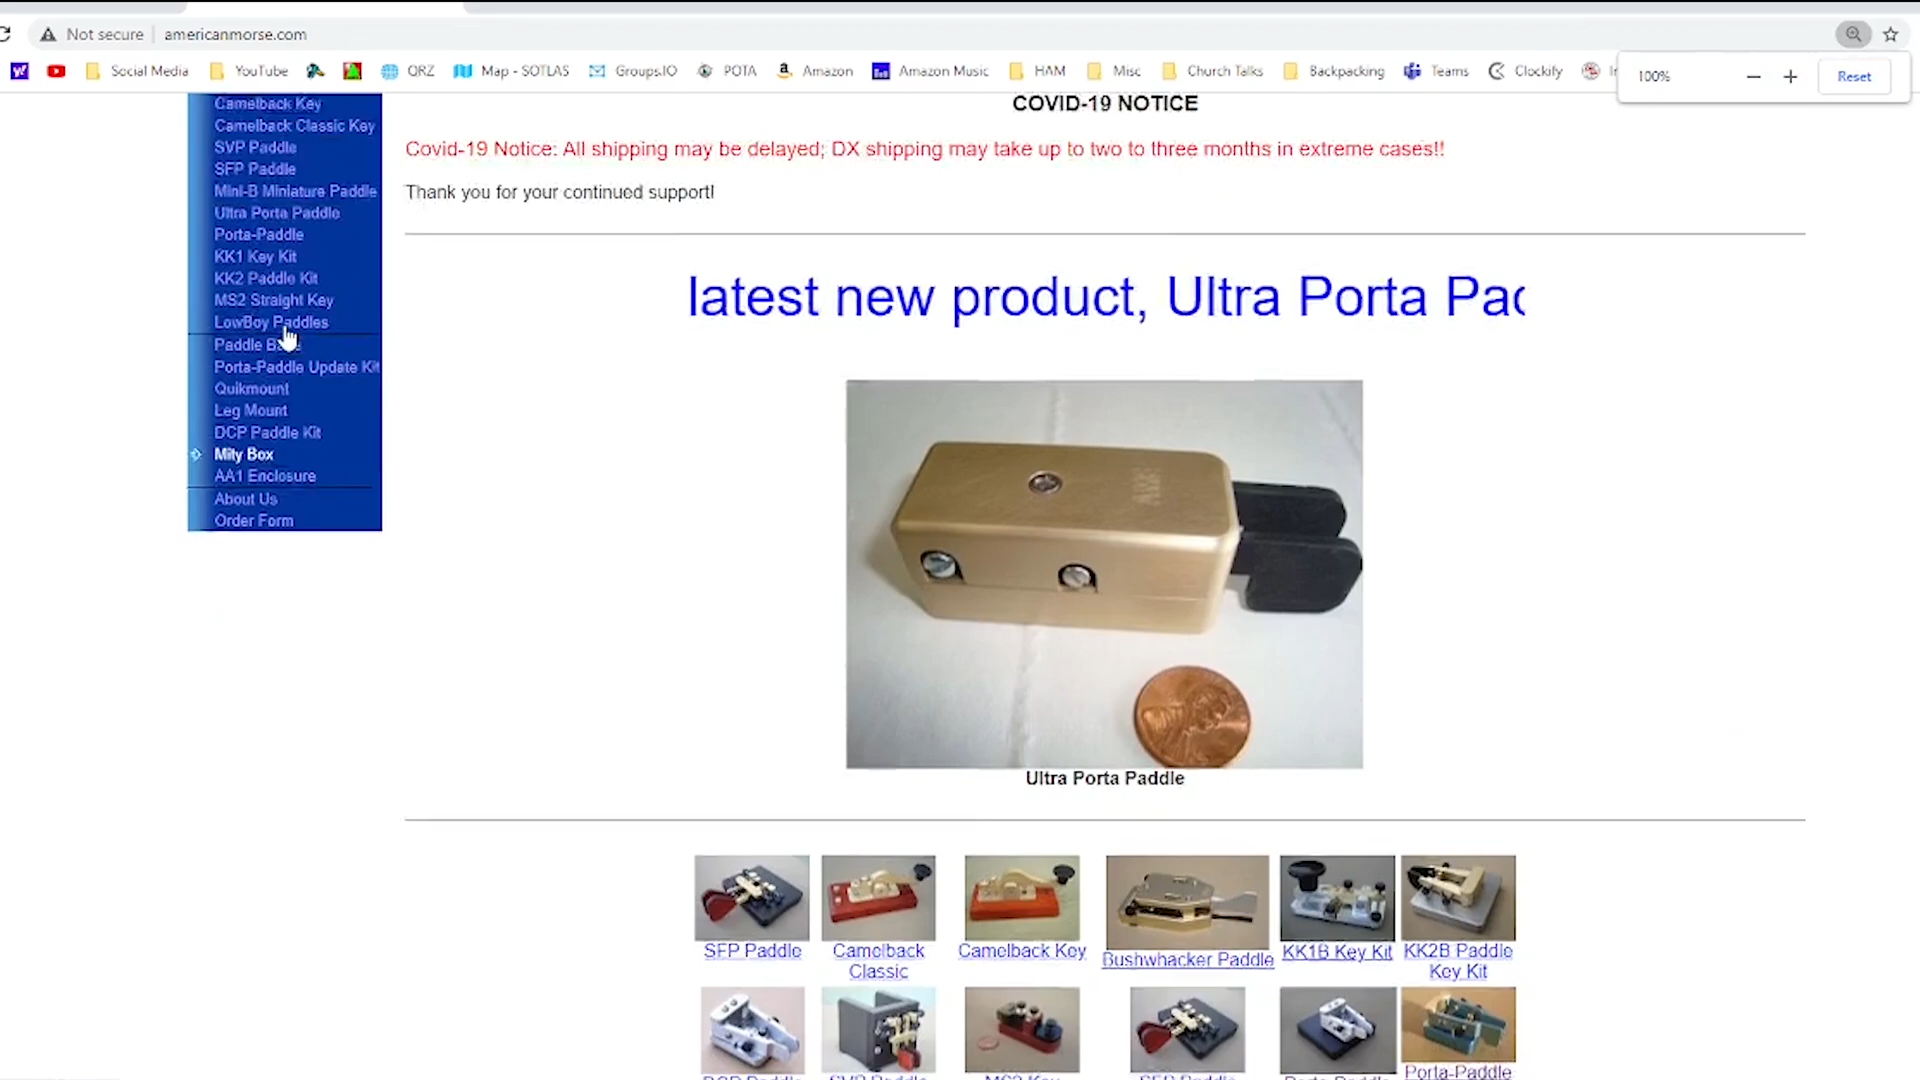 Not secure americanmorse.com
Social Media YouTube QRZ Map - SOTLAS Groups.IO POTA Amazon Amazon Music HAM Misc Church Talks Backpacking Teams Clockify
100% Reset
Camelback Key
Camelback Classic Key
SVP Paddle
SFP Paddle
Mini-B Miniature Paddle
Ultra Porta Paddle
Porta-Paddle
KK1 Key Kit
KK2 Paddle Kit
MS2 Straight Key
LowBoy Paddles
Paddle
Porta-Paddle Update Kit
Quikmount
Leg Mount
DCP Paddle Kit
Mity Box
AA1 Enclosure
About Us
Order Form
COVID-19 NOTICE
Covid-19 Notice: All shipping may be delayed; DX shipping may take up to two to three months in extreme cases!!
Thank you for your continued support!
latest new product, Ultra Porta
Ultra Porta Paddle
SFP Paddle
Camelback
Classic
Camelback Key
Bushwhacker Paddle
KK1B Key Kit
KK2B Paddle
Key Kit
Porta-Paddle